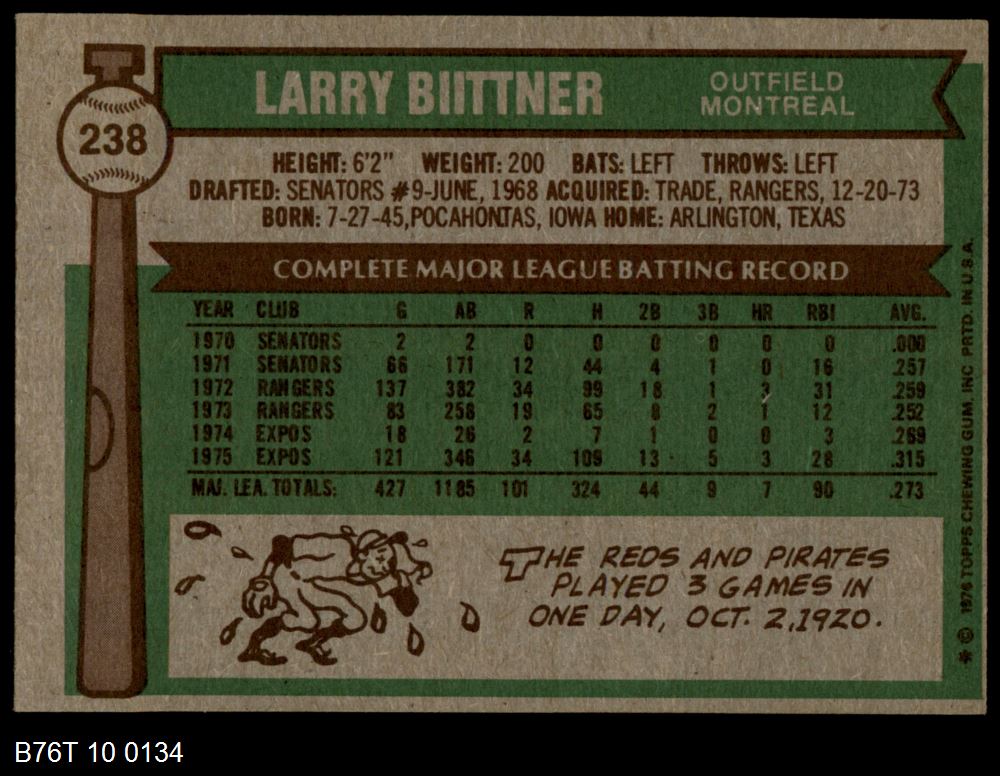 238
LARRY BIITTNER
OUTFIELD
MONTREAL
HEIGHT: 6'2" WEIGHT: 200 BATS: LEFT THROWS: LEFT
DRAFTED: SENATORS #9-JUNE, 1968 ACQUIRED: TRADE, RANGERS, 12-20-73
BORN: 7-27-45, POCAHONTAS, IOWA HOME: ARLINGTON, TEXAS
COMPLETE MAJOR LEAGUE BATTING RECORD
YEAR CLUB G AB R H 2B 3B HR RBI AVG.
1970 SENATORS 2 2 0 0 0 0 0 0 .000
1971 SENATORS 66 171 12 44 4 1 0 16 .257
1972 RANGERS 137 382 34 99 18 1 3 31 .259
1973 RANGERS 83 258 19 65 8 2 1 12 .252
1974 EXPOS 18 26 2 7 1 0 0 3 .269
1975 EXPOS 121 346 34 109 13 5 3 28 .315
MAJ. LEA. TOTALS: 427 1185 101 324 44 9 7 90 .273
THE REDS AND PIRATES
PLAYED 3 GAMES IN
ONE DAY, OCT. 2, 1920.
* © 1976 TOPPS CHEWING GUM, INC PRTD. IN U.S.A.
B76T 10 0134